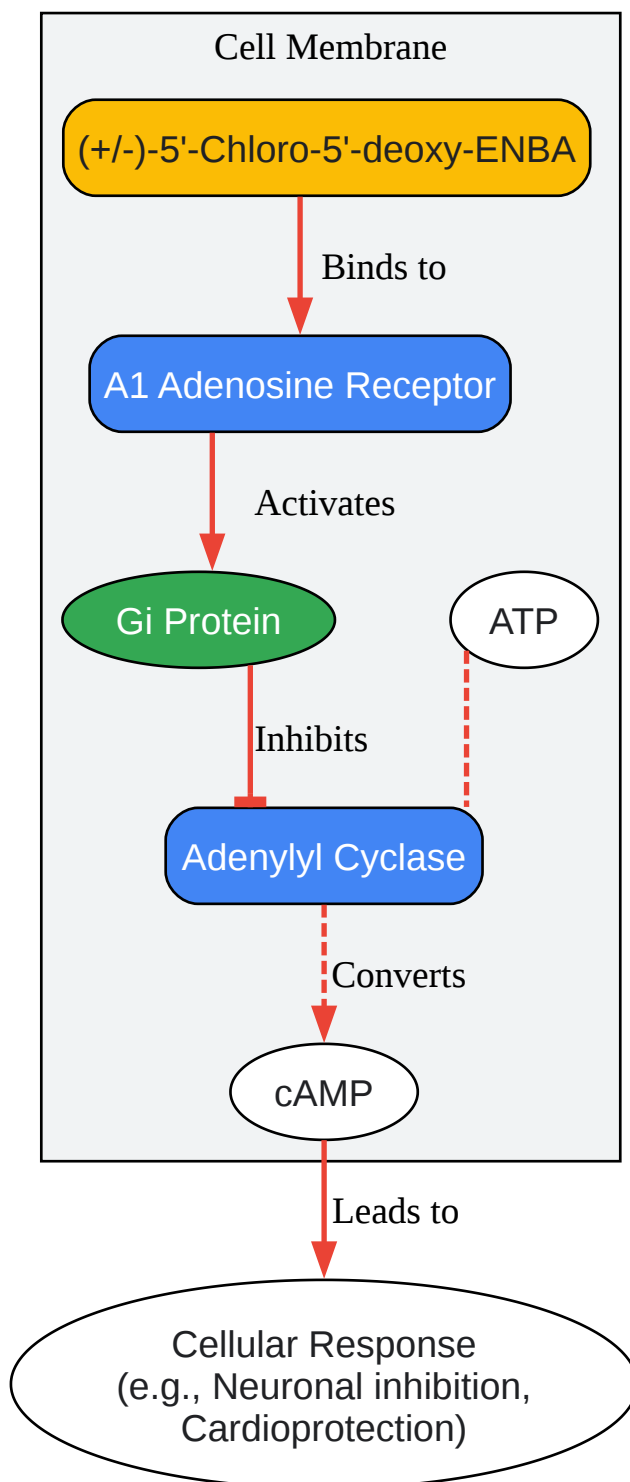 Cell Membrane
(+/-)-5'-Chloro-5'-deoxy-ENBA
Binds to
A1 Adenosine Receptor
Activates
Gi Protein
ATP
Inhibits
Adenylyl Cyclase
Converts
cAMP
Leads to
Cellular Response
(e.g., Neuronal inhibition,
Cardioprotection)